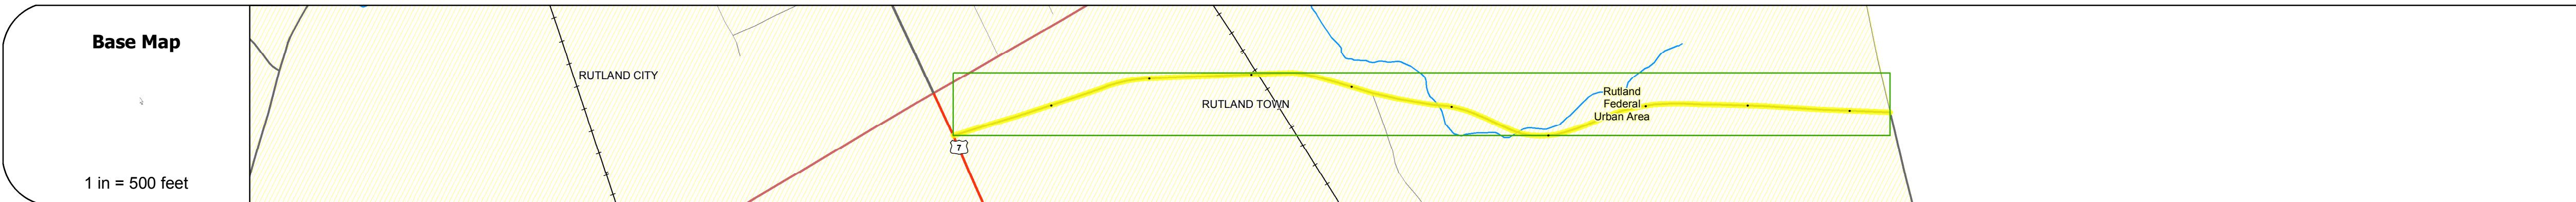 Base Map
1 in = 500 feet
RUTLAND CITY
7
RUTLAND TOWN
Rutland
Federal
Urban Area